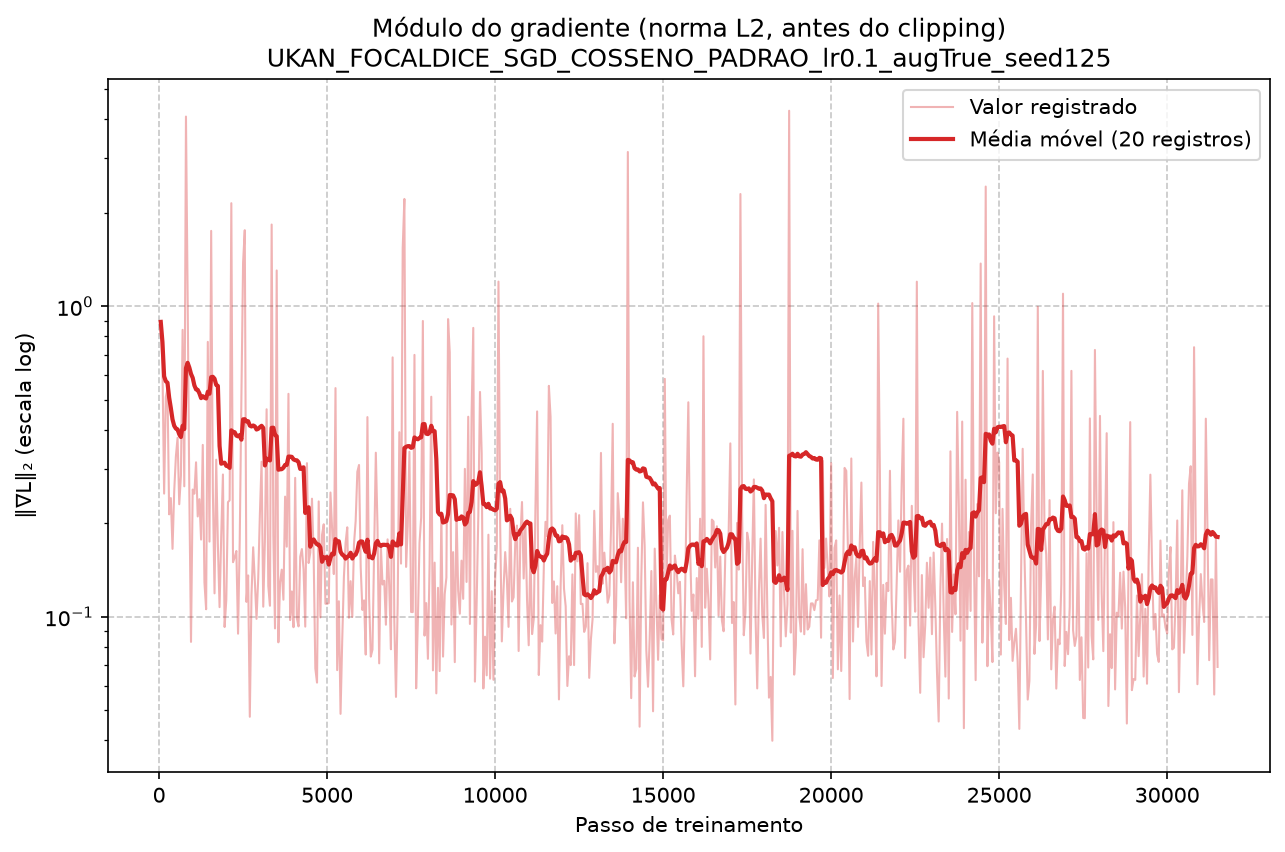 Módulo do gradiente (norma L2, antes do clipping)
UKAN_FOCALDICE_SGD_COSSENO_PADRAO_lr0.1_augTrue_seed125
Valor registrado
Média móvel (20 registros)
10⁰
10⁻¹
‖∇L‖₂ (escala log)
0 5000 10000 15000 20000 25000 30000
Passo de treinamento